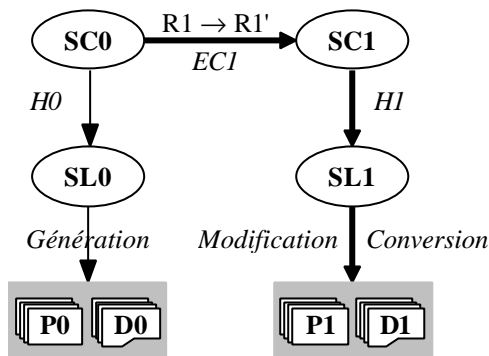 SC0 R1 → R1' SC1
EC1
H0 H1
SL0 SL1
Génération Modification Conversion
P0 D0 P1 D1